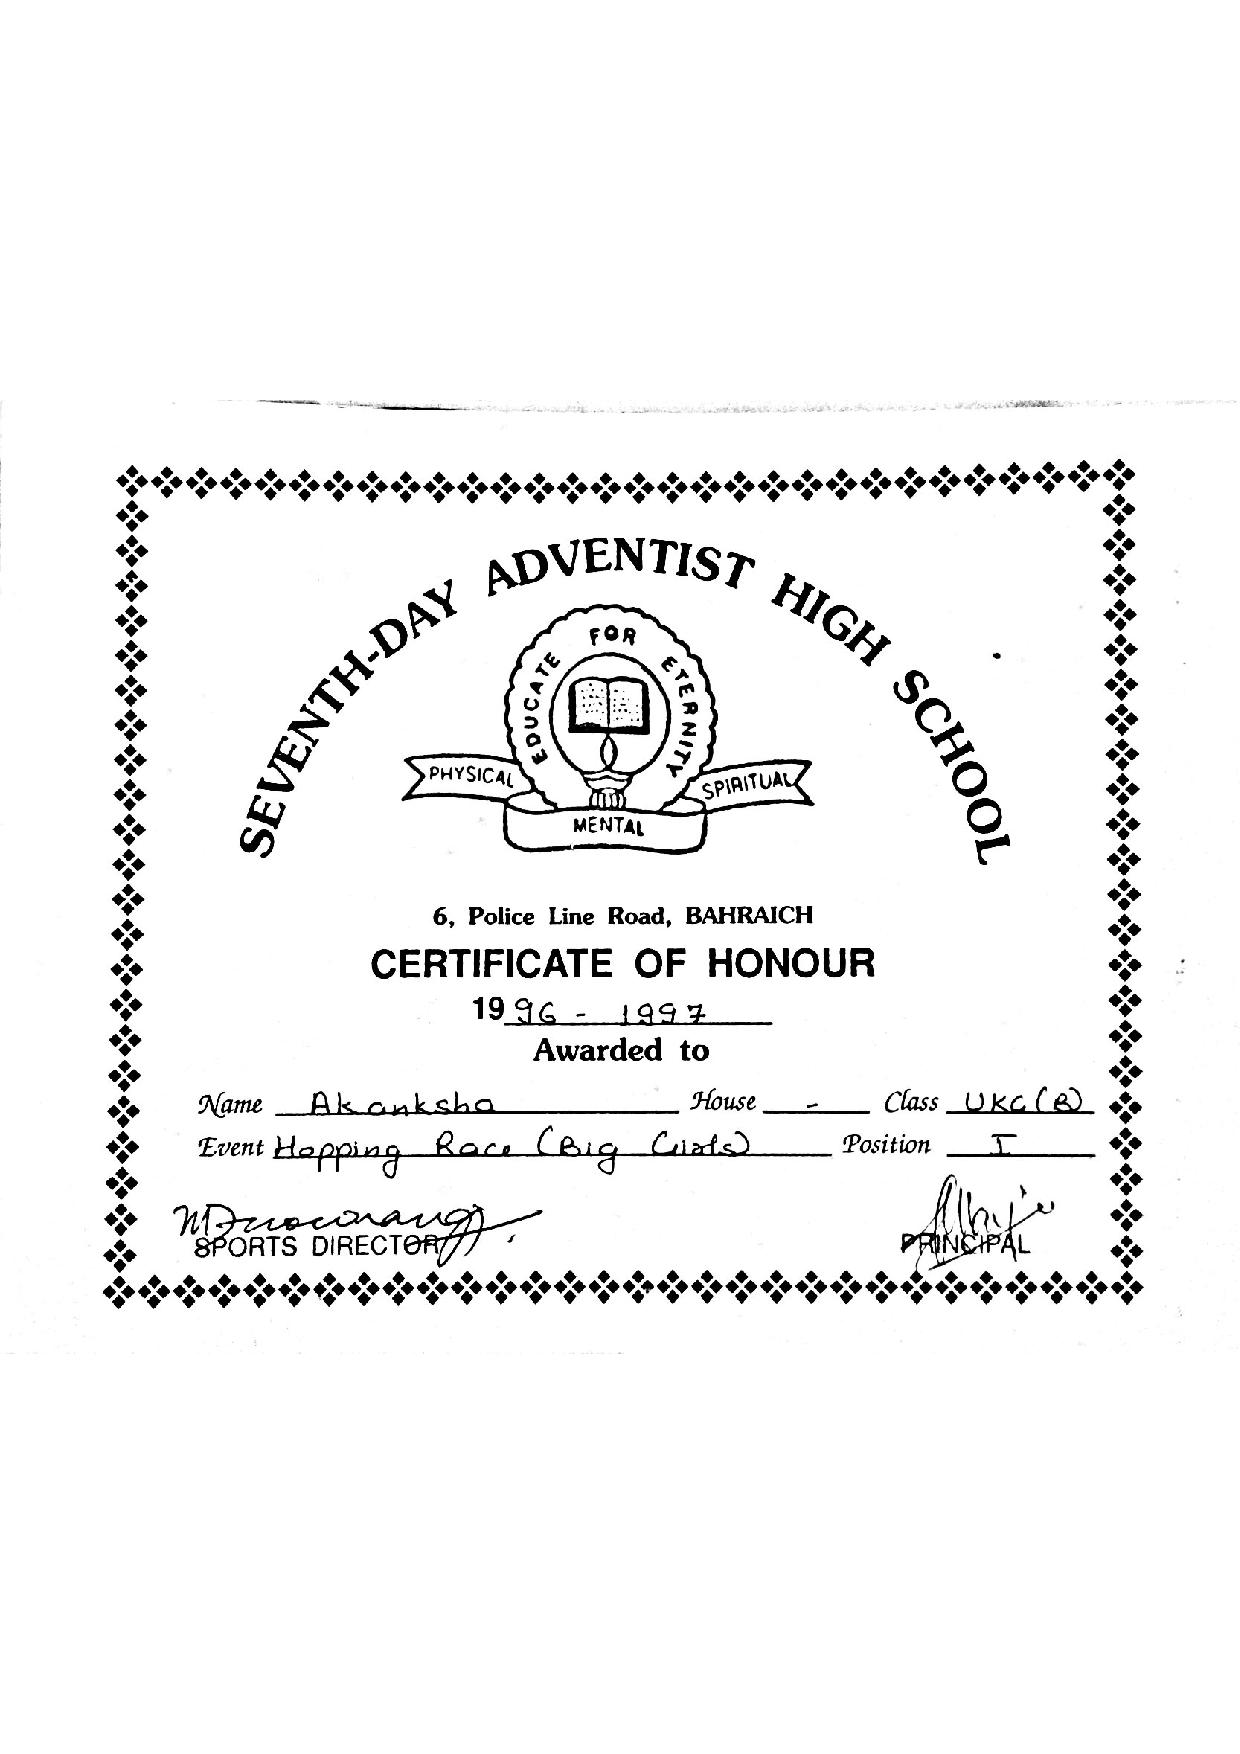 SEVENTH-DAY ADVENTIST HIGH SCHOOL
EDUCATE FOR ETERNITY
PHYSICAL MENTAL SPIRITUAL
6, Police Line Road, BAHRAICH
CERTIFICATE OF HONOUR
1996 - 1997
Awarded to
Name Akanksha House - Class UKG (B)
Event Hopping Race (Big Girls) Position I
SPORTS DIRECTOR PRINCIPAL